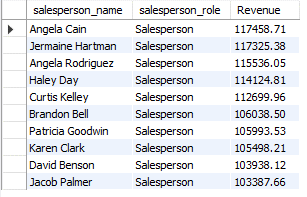 salesperson_name salesperson_role Revenue
Angela Cain Salesperson 117458.71
Jermaine Hartman Salesperson 117325.38
Angela Rodriguez Salesperson 115536.05
Haley Day Salesperson 114124.81
Curtis Kelley Salesperson 112699.96
Brandon Bell Salesperson 106038.50
Patricia Goodwin Salesperson 105993.53
Karen Clark Salesperson 105498.21
David Benson Salesperson 103938.12
Jacob Palmer Salesperson 103387.66